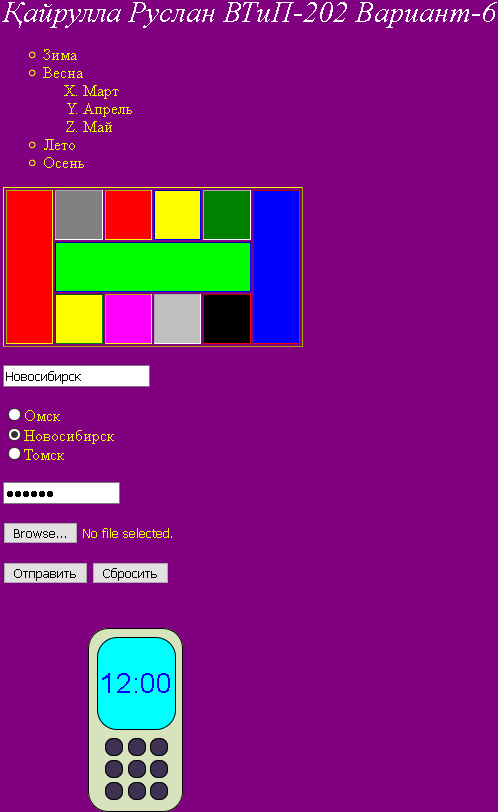 Қайрулла Руслан ВТиП-202 Вариант-6
Зима
Весна
X. Март
Y. Апрель
Z. Май
Лето
Осень
Новосибирск
Омск
Новосибирск
Томск
●●●●●●
Browse... No file selected.
Отправить Сбросить
12:00